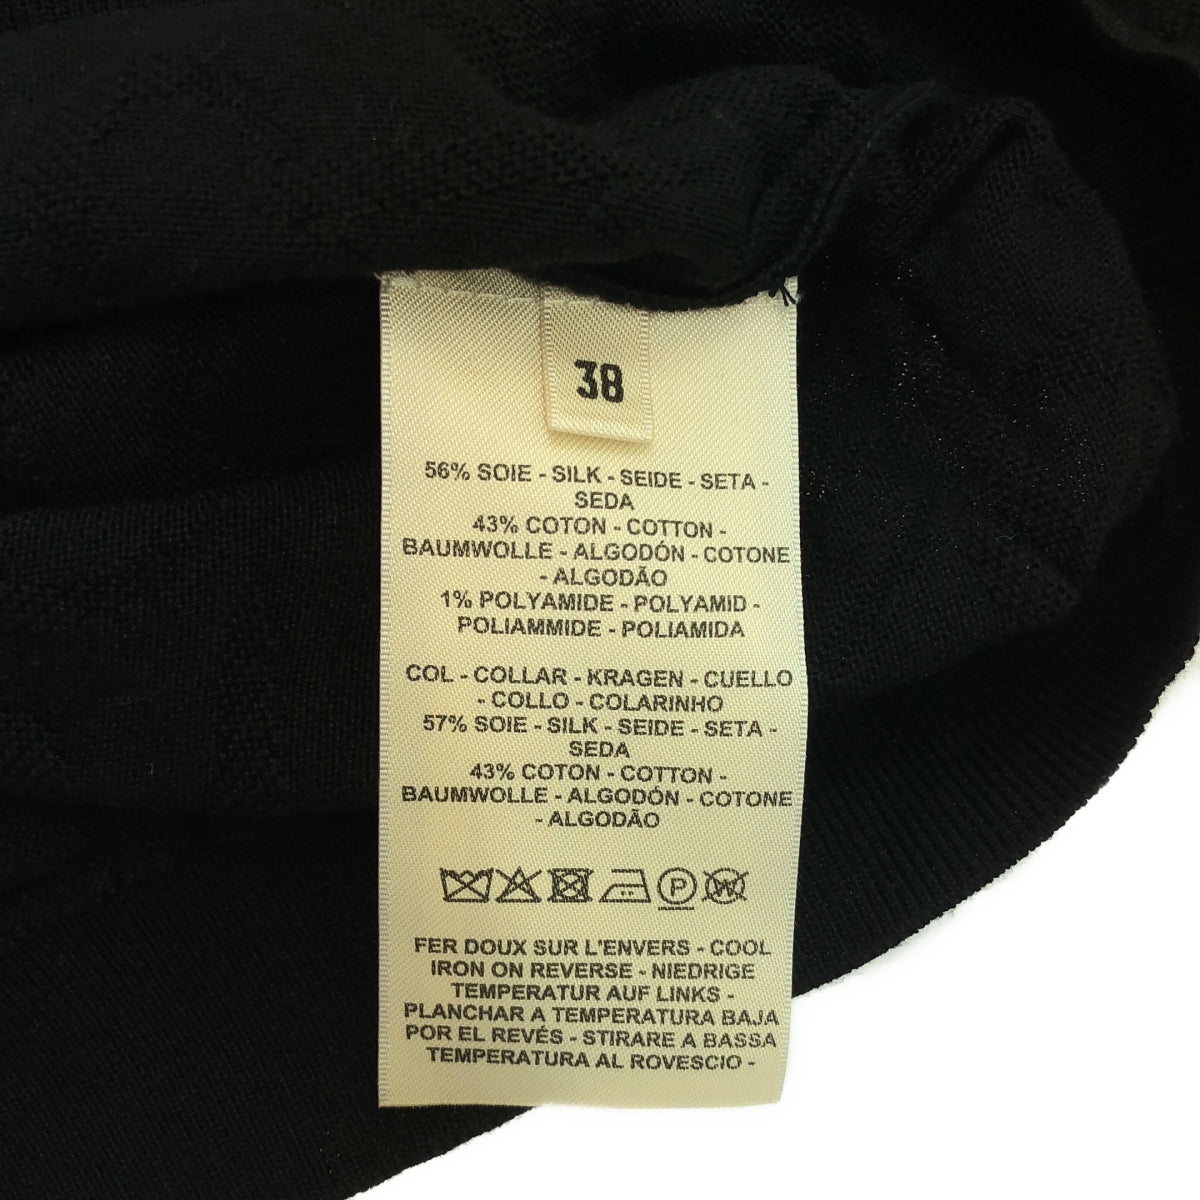 38
56% SOIE - SILK - SEIDE - SETA -
SEDA
43% COTON - COTTON -
BAUMWOLLE - ALGODÓN - COTONE
- ALGODÃO
1% POLYAMIDE - POLYAMID -
POLIAMMIDE - POLIAMIDA
COL - COLLAR - KRAGEN - CUELLO
- COLLO - COLARINHO
57% SOIE - SILK - SEIDE - SETA -
SEDA
43% COTON - COTTON -
BAUMWOLLE - ALGODÓN - COTONE
- ALGODÃO
P W
FER DOUX SUR L'ENVERS - COOL
IRON ON REVERSE - NIEDRIGE
TEMPERATUR AUF LINKS -
PLANCHAR A TEMPERATURA BAJA
POR EL REVÉS - STIRARE A BASSA
TEMPERATURA AL ROVESCIO -